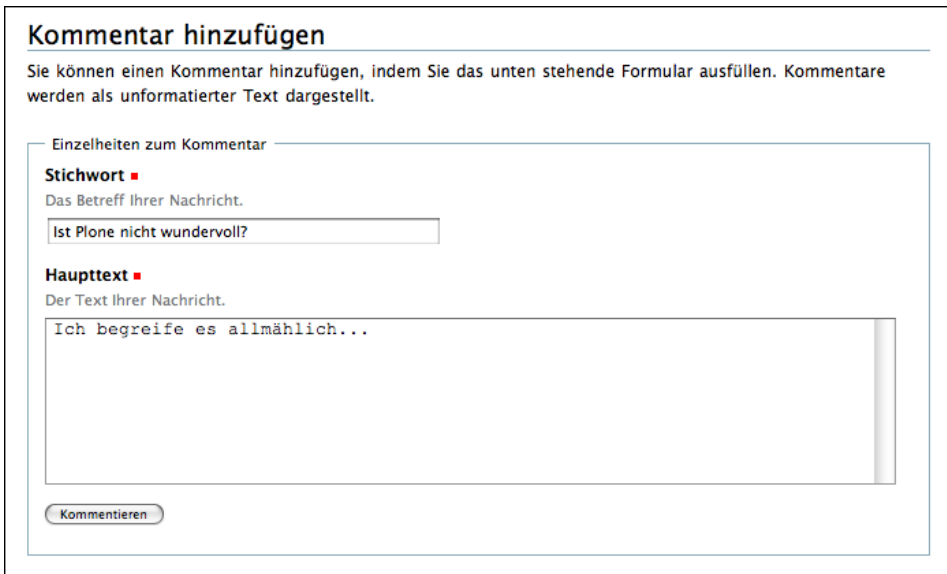 Kommentar hinzufügen
Sie können einen Kommentar hinzufügen, indem Sie das unten stehende Formular ausfüllen. Kommentare
werden als unformatierter Text dargestellt.
Einzelheiten zum Kommentar
Stichwort
Das Betreff Ihrer Nachricht.
Ist Plone nicht wundervoll?
Haupttext
Der Text Ihrer Nachricht.
Ich begreife es allmählich...
Kommentieren